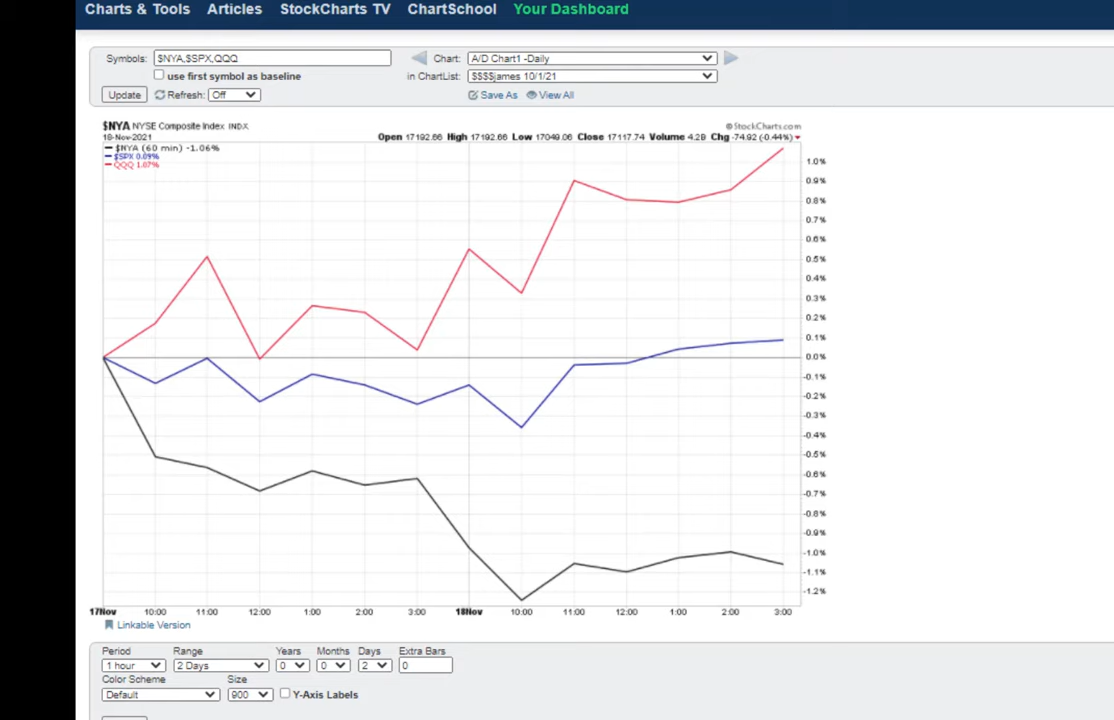 Charts & Tools Articles StockCharts TV ChartSchool Your Dashboard
Symbols: $NYA,$SPX,QQQ Chart: A/D Chart1 -Daily
use first symbol as baseline in ChartList: $$$$james 10/1/21
Update Refresh: Off Save As View All
$NYA NYSE Composite Index INDX © StockCharts.com
18-Nov-2021 Open 17192.66 High 17192.66 Low 17049.06 Close 17117.74 Volume 4.2B Chg -74.92 (-0.44%)
$NYA (60 min) -1.06%
$SPX 0.09%
QQQ 1.07%
1.0%
0.9%
0.8%
0.7%
0.6%
0.5%
0.4%
0.3%
0.2%
0.1%
0.0%
-0.1%
-0.2%
-0.3%
-0.4%
-0.5%
-0.6%
-0.7%
-0.8%
-0.9%
-1.0%
-1.1%
-1.2%
17Nov 10:00 11:00 12:00 1:00 2:00 3:00 18Nov 10:00 11:00 12:00 1:00 2:00 3:00
Linkable Version
Period Range Years Months Days Extra Bars
1 hour 2 Days 0 0 2 0
Color Scheme Size
Default 900 Y-Axis Labels